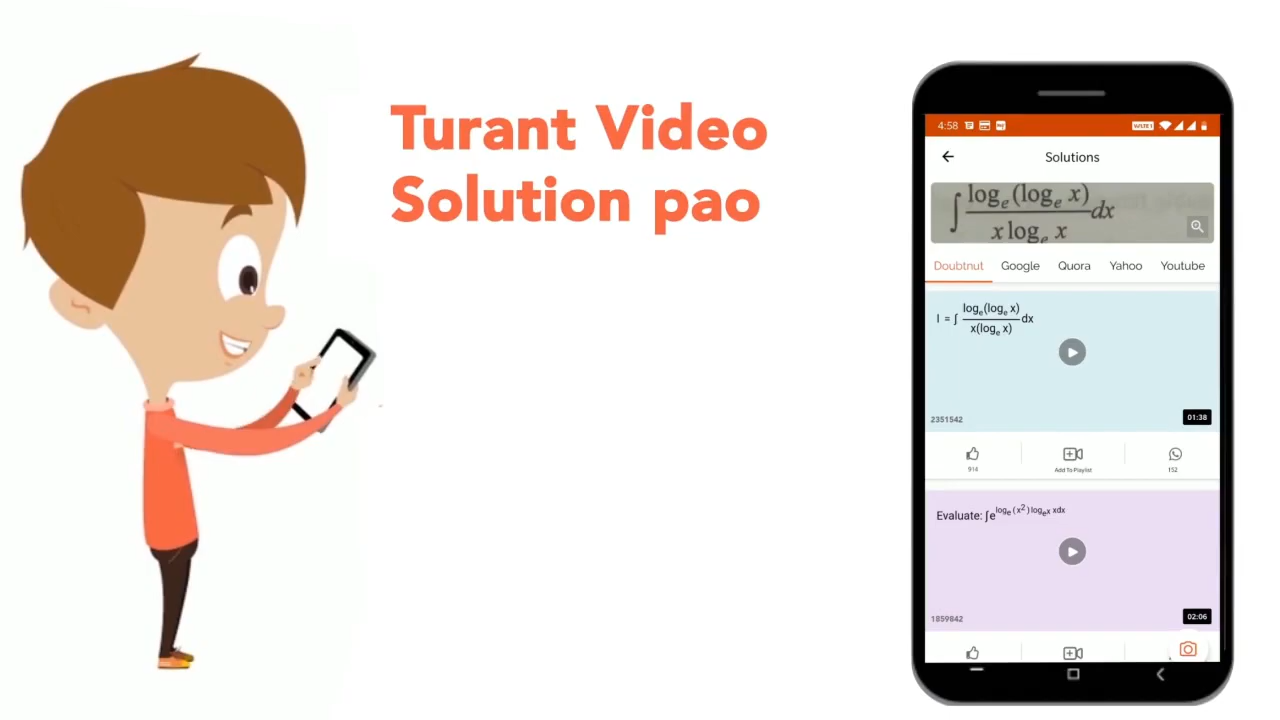 Turant Video
Solution pao
4:58
Solutions
∫ logₑ(logₑ x) / x logₑ x dx
Doubtnut Google Quora Yahoo Youtube
I = ∫ logₑ(logₑ x) / x(logₑ x) dx
2351542 01:38
914 Add To Playlist 152
Evaluate: ∫e^logₑ(x²)logₑx xdx
1859842 02:06